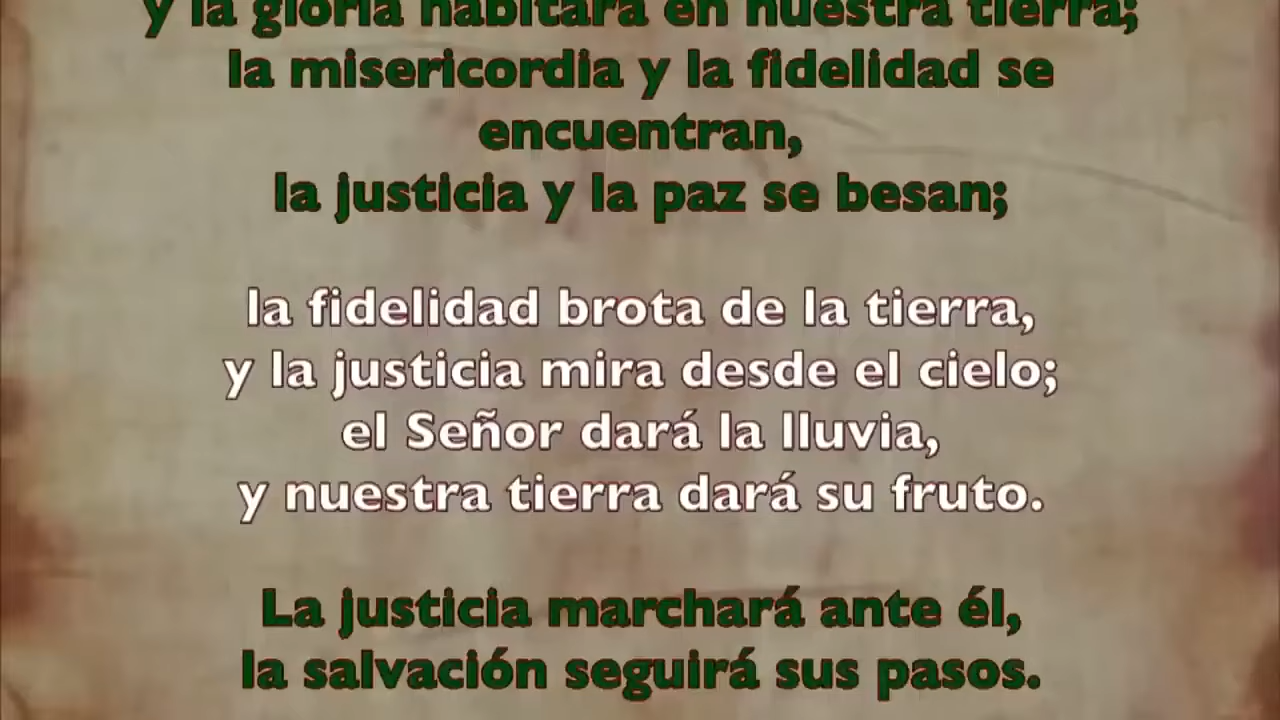 y la gloria habitará en nuestra tierra;
la misericordia y la fidelidad se
encuentran,
la justicia y la paz se besan;
la fidelidad brota de la tierra,
y la justicia mira desde el cielo;
el Señor dará la lluvia,
y nuestra tierra dará su fruto.
La justicia marchará ante él,
la salvación seguirá sus pasos.